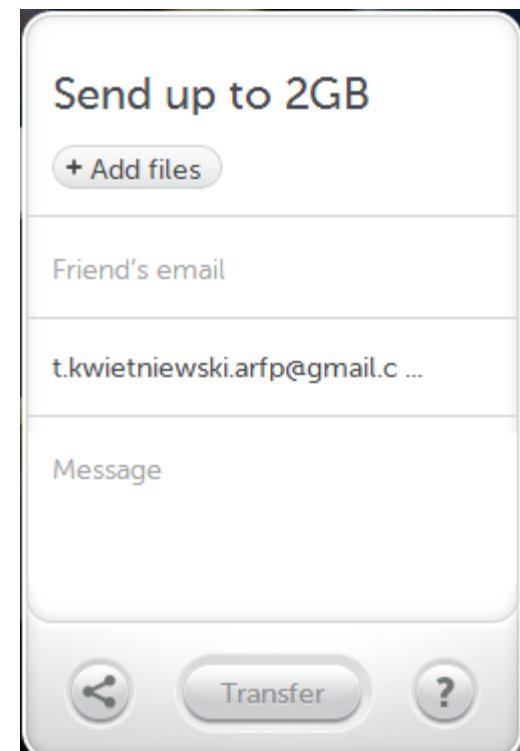 Send up to 2GB
+ Add files
Friend's email
t.kwietniewski.arfp@gmail.c ...
Message
Transfer
?